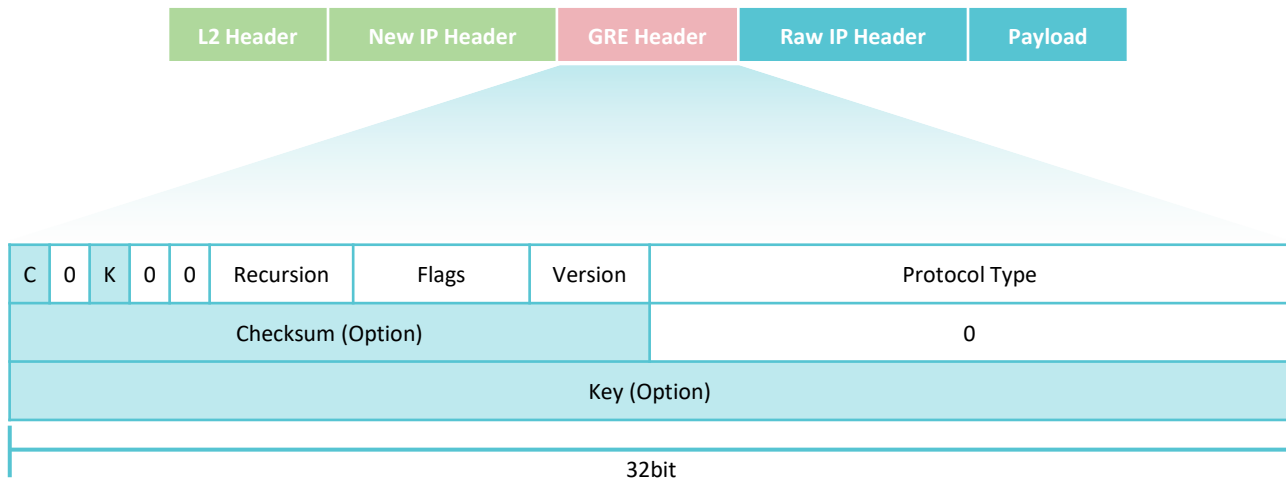 L2 Header New IP Header GRE Header Raw IP Header Payload
C 0 K 0 0 Recursion Flags Version Protocol Type
Checksum (Option) 0
Key (Option)
32bit